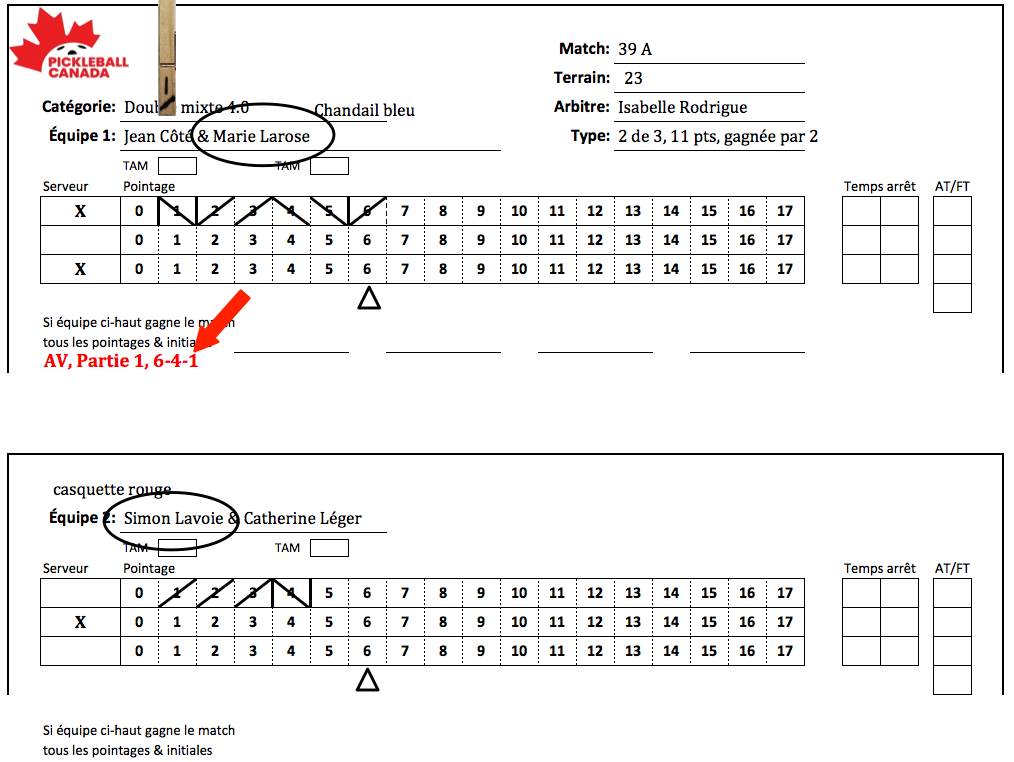 PICKLEBALL
CANADA
Match: 39 A
Terrain: 23
Catégorie: Double mixte 4.0 Chandail bleu
Arbitre: Isabelle Rodrigue
Équipe 1: Jean Côté & Marie Larose
Type: 2 de 3, 11 pts, gagnée par 2
TAM TAM
Serveur Pointage Temps arrêt AT/FT
X 0 1 2 3 4 5 6 7 8 9 10 11 12 13 14 15 16 17
0 1 2 3 4 5 6 7 8 9 10 11 12 13 14 15 16 17
X 0 1 2 3 4 5 6 7 8 9 10 11 12 13 14 15 16 17
Si équipe ci-haut gagne le match
tous les pointages & initiales
AV, Partie 1, 6-4-1
casquette rouge
Équipe 2: Simon Lavoie & Catherine Léger
TAM TAM
Serveur Pointage Temps arrêt AT/FT
0 1 2 3 4 5 6 7 8 9 10 11 12 13 14 15 16 17
X 0 1 2 3 4 5 6 7 8 9 10 11 12 13 14 15 16 17
0 1 2 3 4 5 6 7 8 9 10 11 12 13 14 15 16 17
Si équipe ci-haut gagne le match
tous les pointages & initiales